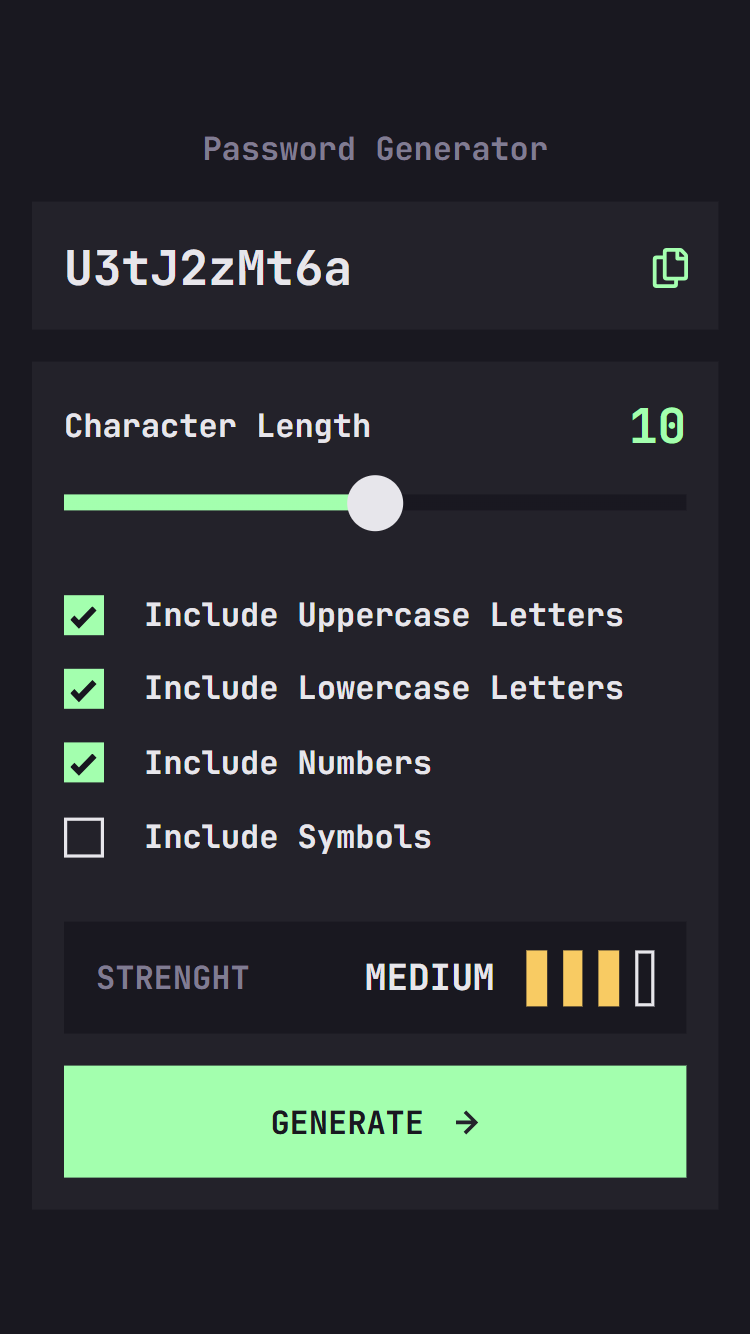 Password Generator
U3tJ2zMt6a
Character Length 10
Include Uppercase Letters
Include Lowercase Letters
Include Numbers
Include Symbols
STRENGHT MEDIUM
GENERATE →